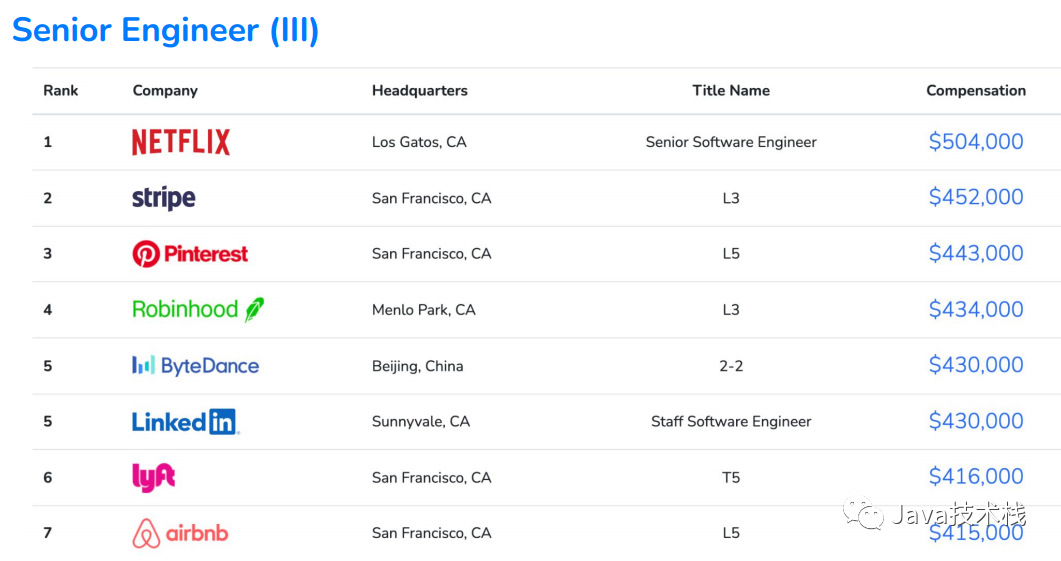 Senior Engineer (III)
Rank Company Headquarters Title Name Compensation
1 NETFLIX Los Gatos, CA Senior Software Engineer $504,000
2 stripe San Francisco, CA L3 $452,000
3 Pinterest San Francisco, CA L5 $443,000
4 Robinhood Menlo Park, CA L3 $434,000
5 ByteDance Beijing, China 2-2 $430,000
5 Linked in Sunnyvale, CA Staff Software Engineer $430,000
6 lyft San Francisco, CA T5 $416,000
Java技术栈
7 airbnb San Francisco, CA L5 $415,000